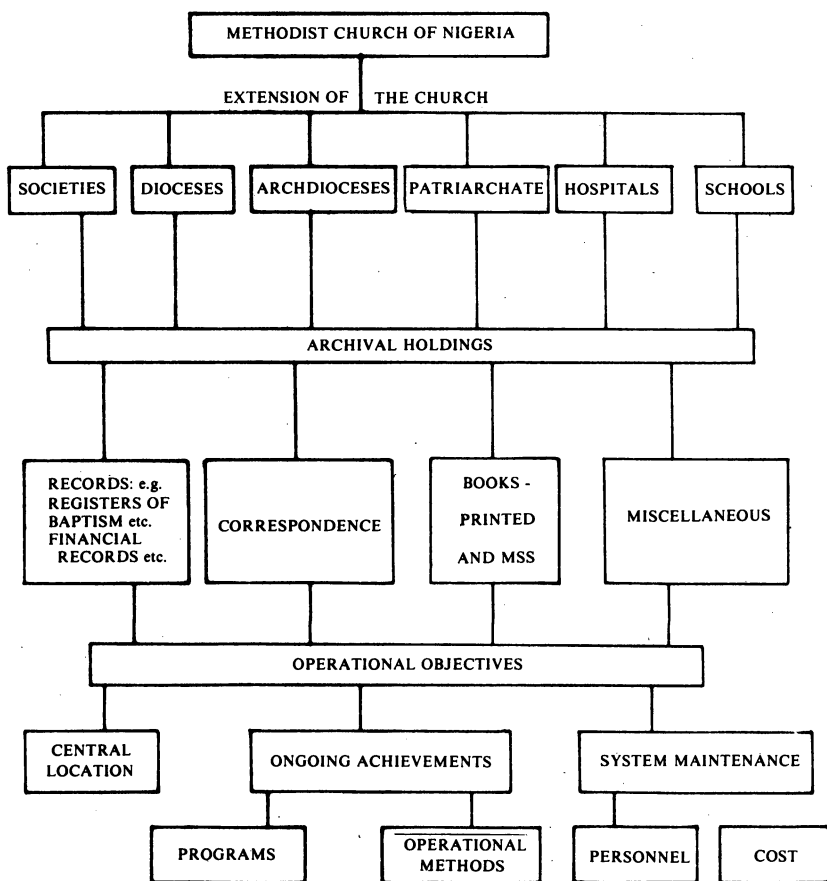 METHODIST CHURCH OF NIGERIA
EXTENSION OF THE CHURCH
SOCIETIES
DIOCESES
ARCHDIOCESES
PATRIARCHATE
HOSPITALS
SCHOOLS
ARCHIVAL HOLDINGS
RECORDS: e.g.
REGISTERS OF
BAPTISM etc.
FINANCIAL
RECORDS etc.
CORRESPONDENCE
BOOKS -
PRINTED
AND MSS
MISCELLANEOUS
OPERATIONAL OBJECTIVES
CENTRAL
LOCATION
ONGOING ACHIEVEMENTS
SYSTEM MAINTENANCE
PROGRAMS
OPERATIONAL
METHODS
PERSONNEL
COST